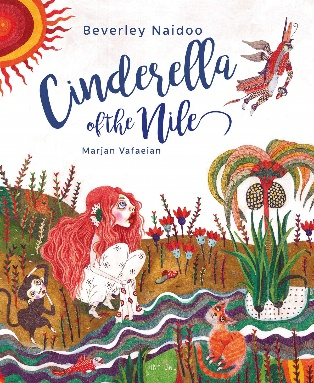 Beverley Naidoo
Cinderella
of the Nile
Marjan Vafaeian